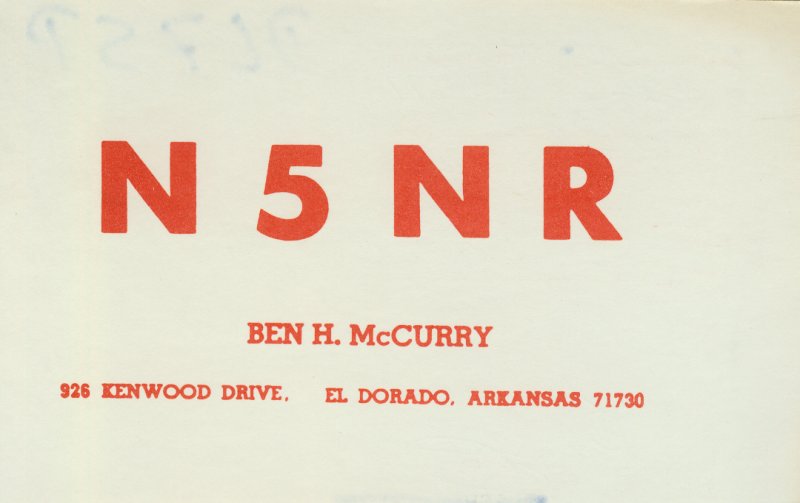 N5NR
BEN H. McCURRY
926 KENWOOD DRIVE, EL DORADO, ARKANSAS 71730